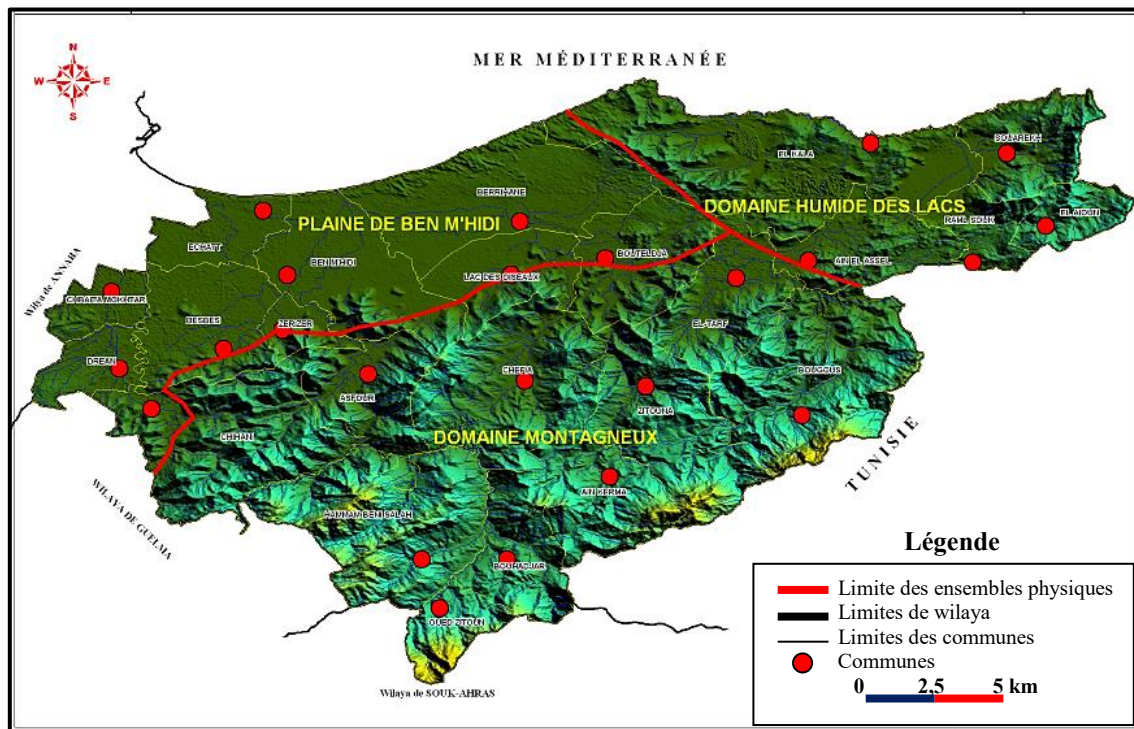 MER MÉDITERRANÉE
N
W E
S
SOUAREKH
EL KALA
BERRIHANE
DOMAINE HUMIDE DES LACS
RAML SOUK
EL AIOUN
PLAINE DE BEN M'HIDI
ECHATT
BOUTELDJA
BEN M'HIDI
AIN EL ASSEL
LAC DES OISEAUX
Wilya de ANNABA
CHBAITA MOKHTAR
BESBES
ZERIZER
EL-TARF
DREAN
CHEFIA
BOUGOUS
ASFOUR
ZITOUNA
CHIHANI
DOMAINE MONTAGNEUX
TUNISIE
AIN KERMA
WILAYA DE GUELMA
HAMMAM BENI SALAH
BOUHADJAR
OUED ZITOUN
Wilaya de SOUK-AHRAS
Légende
Limite des ensembles physiques
Limites de wilaya
Limites des communes
Communes
0 2,5 5 km